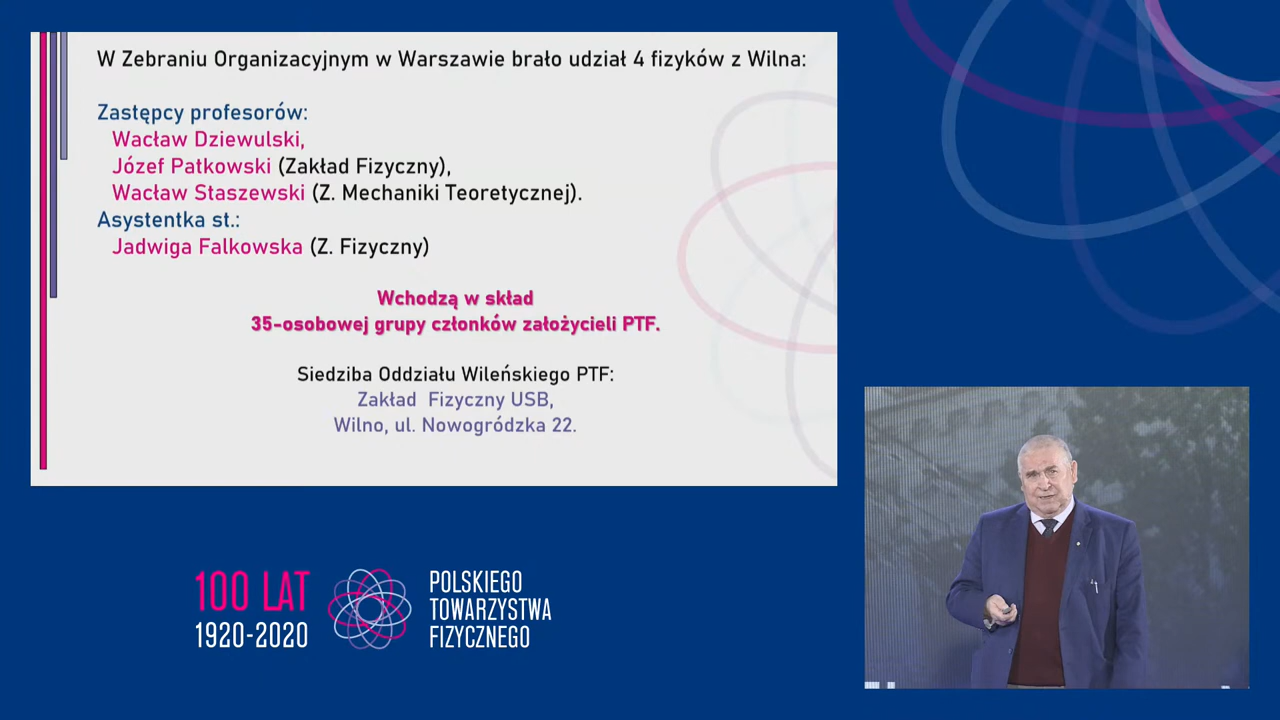 W Zebraniu Organizacyjnym w Warszawie brało udział 4 fizyków z Wilna:
Zastępcy profesorów:
Wacław Dziewulski,
Józef Patkowski (Zakład Fizyczny),
Wacław Staszewski (Z. Mechaniki Teoretycznej).
Asystentka st.:
Jadwiga Falkowska (Z. Fizyczny)
Wchodzą w skład
35-osobowej grupy członków założycieli PTF.
Siedziba Oddziału Wileńskiego PTF:
Zakład Fizyczny USB,
Wilno, ul. Nowogródzka 22.
100 LAT
1920-2020
POLSKIEGO
TOWARZYSTWA
FIZYCZNEGO